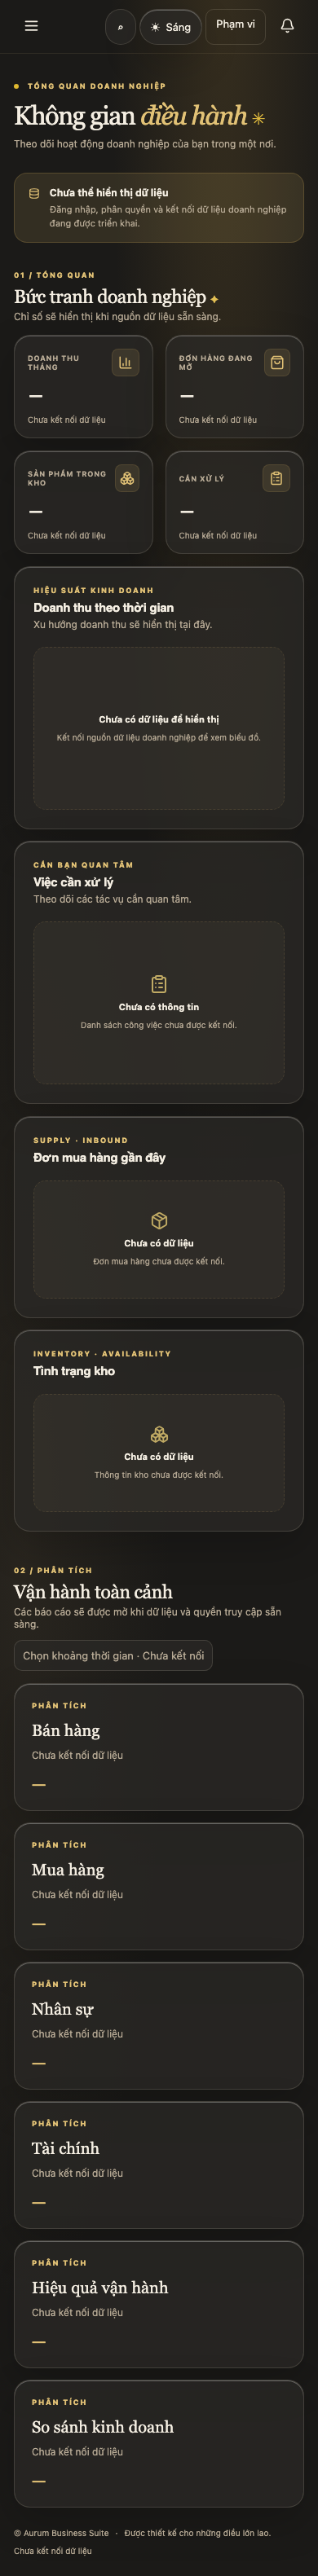 ☀ Sáng
Phạm vi
TỔNG QUAN DOANH NGHIỆP
Không gian điều hành
Theo dõi hoạt động doanh nghiệp của bạn trong một nơi.
Chưa thể hiển thị dữ liệu
Đăng nhập, phân quyền và kết nối dữ liệu doanh nghiệp
đang được triển khai.
01 / TỔNG QUAN
Bức tranh doanh nghiệp
Chỉ số sẽ hiển thị khi nguồn dữ liệu sẵn sàng.
DOANH THU
THÁNG
—
Chưa kết nối dữ liệu
ĐƠN HÀNG ĐANG
MỞ
—
Chưa kết nối dữ liệu
SẢN PHẨM TRONG
KHO
—
Chưa kết nối dữ liệu
CẦN XỬ LÝ
—
Chưa kết nối dữ liệu
HIỆU SUẤT KINH DOANH
Doanh thu theo thời gian
Xu hướng doanh thu sẽ hiển thị tại đây.
Chưa có dữ liệu để hiển thị
Kết nối nguồn dữ liệu doanh nghiệp để xem biểu đồ.
CẦN BẠN QUAN TÂM
Việc cần xử lý
Theo dõi các tác vụ cần quan tâm.
Chưa có thông tin
Danh sách công việc chưa được kết nối.
SUPPLY · INBOUND
Đơn mua hàng gần đây
Chưa có dữ liệu
Đơn mua hàng chưa được kết nối.
INVENTORY · AVAILABILITY
Tình trạng kho
Chưa có dữ liệu
Thông tin kho chưa được kết nối.
02 / PHÂN TÍCH
Vận hành toàn cảnh
Các báo cáo sẽ được mở khi dữ liệu và quyền truy cập sẵn
sàng.
Chọn khoảng thời gian · Chưa kết nối
PHÂN TÍCH
Bán hàng
Chưa kết nối dữ liệu
—
PHÂN TÍCH
Mua hàng
Chưa kết nối dữ liệu
—
PHÂN TÍCH
Nhân sự
Chưa kết nối dữ liệu
—
PHÂN TÍCH
Tài chính
Chưa kết nối dữ liệu
—
PHÂN TÍCH
Hiệu quả vận hành
Chưa kết nối dữ liệu
—
PHÂN TÍCH
So sánh kinh doanh
Chưa kết nối dữ liệu
—
© Aurum Business Suite · Được thiết kế cho những điều lớn lao.
Chưa kết nối dữ liệu